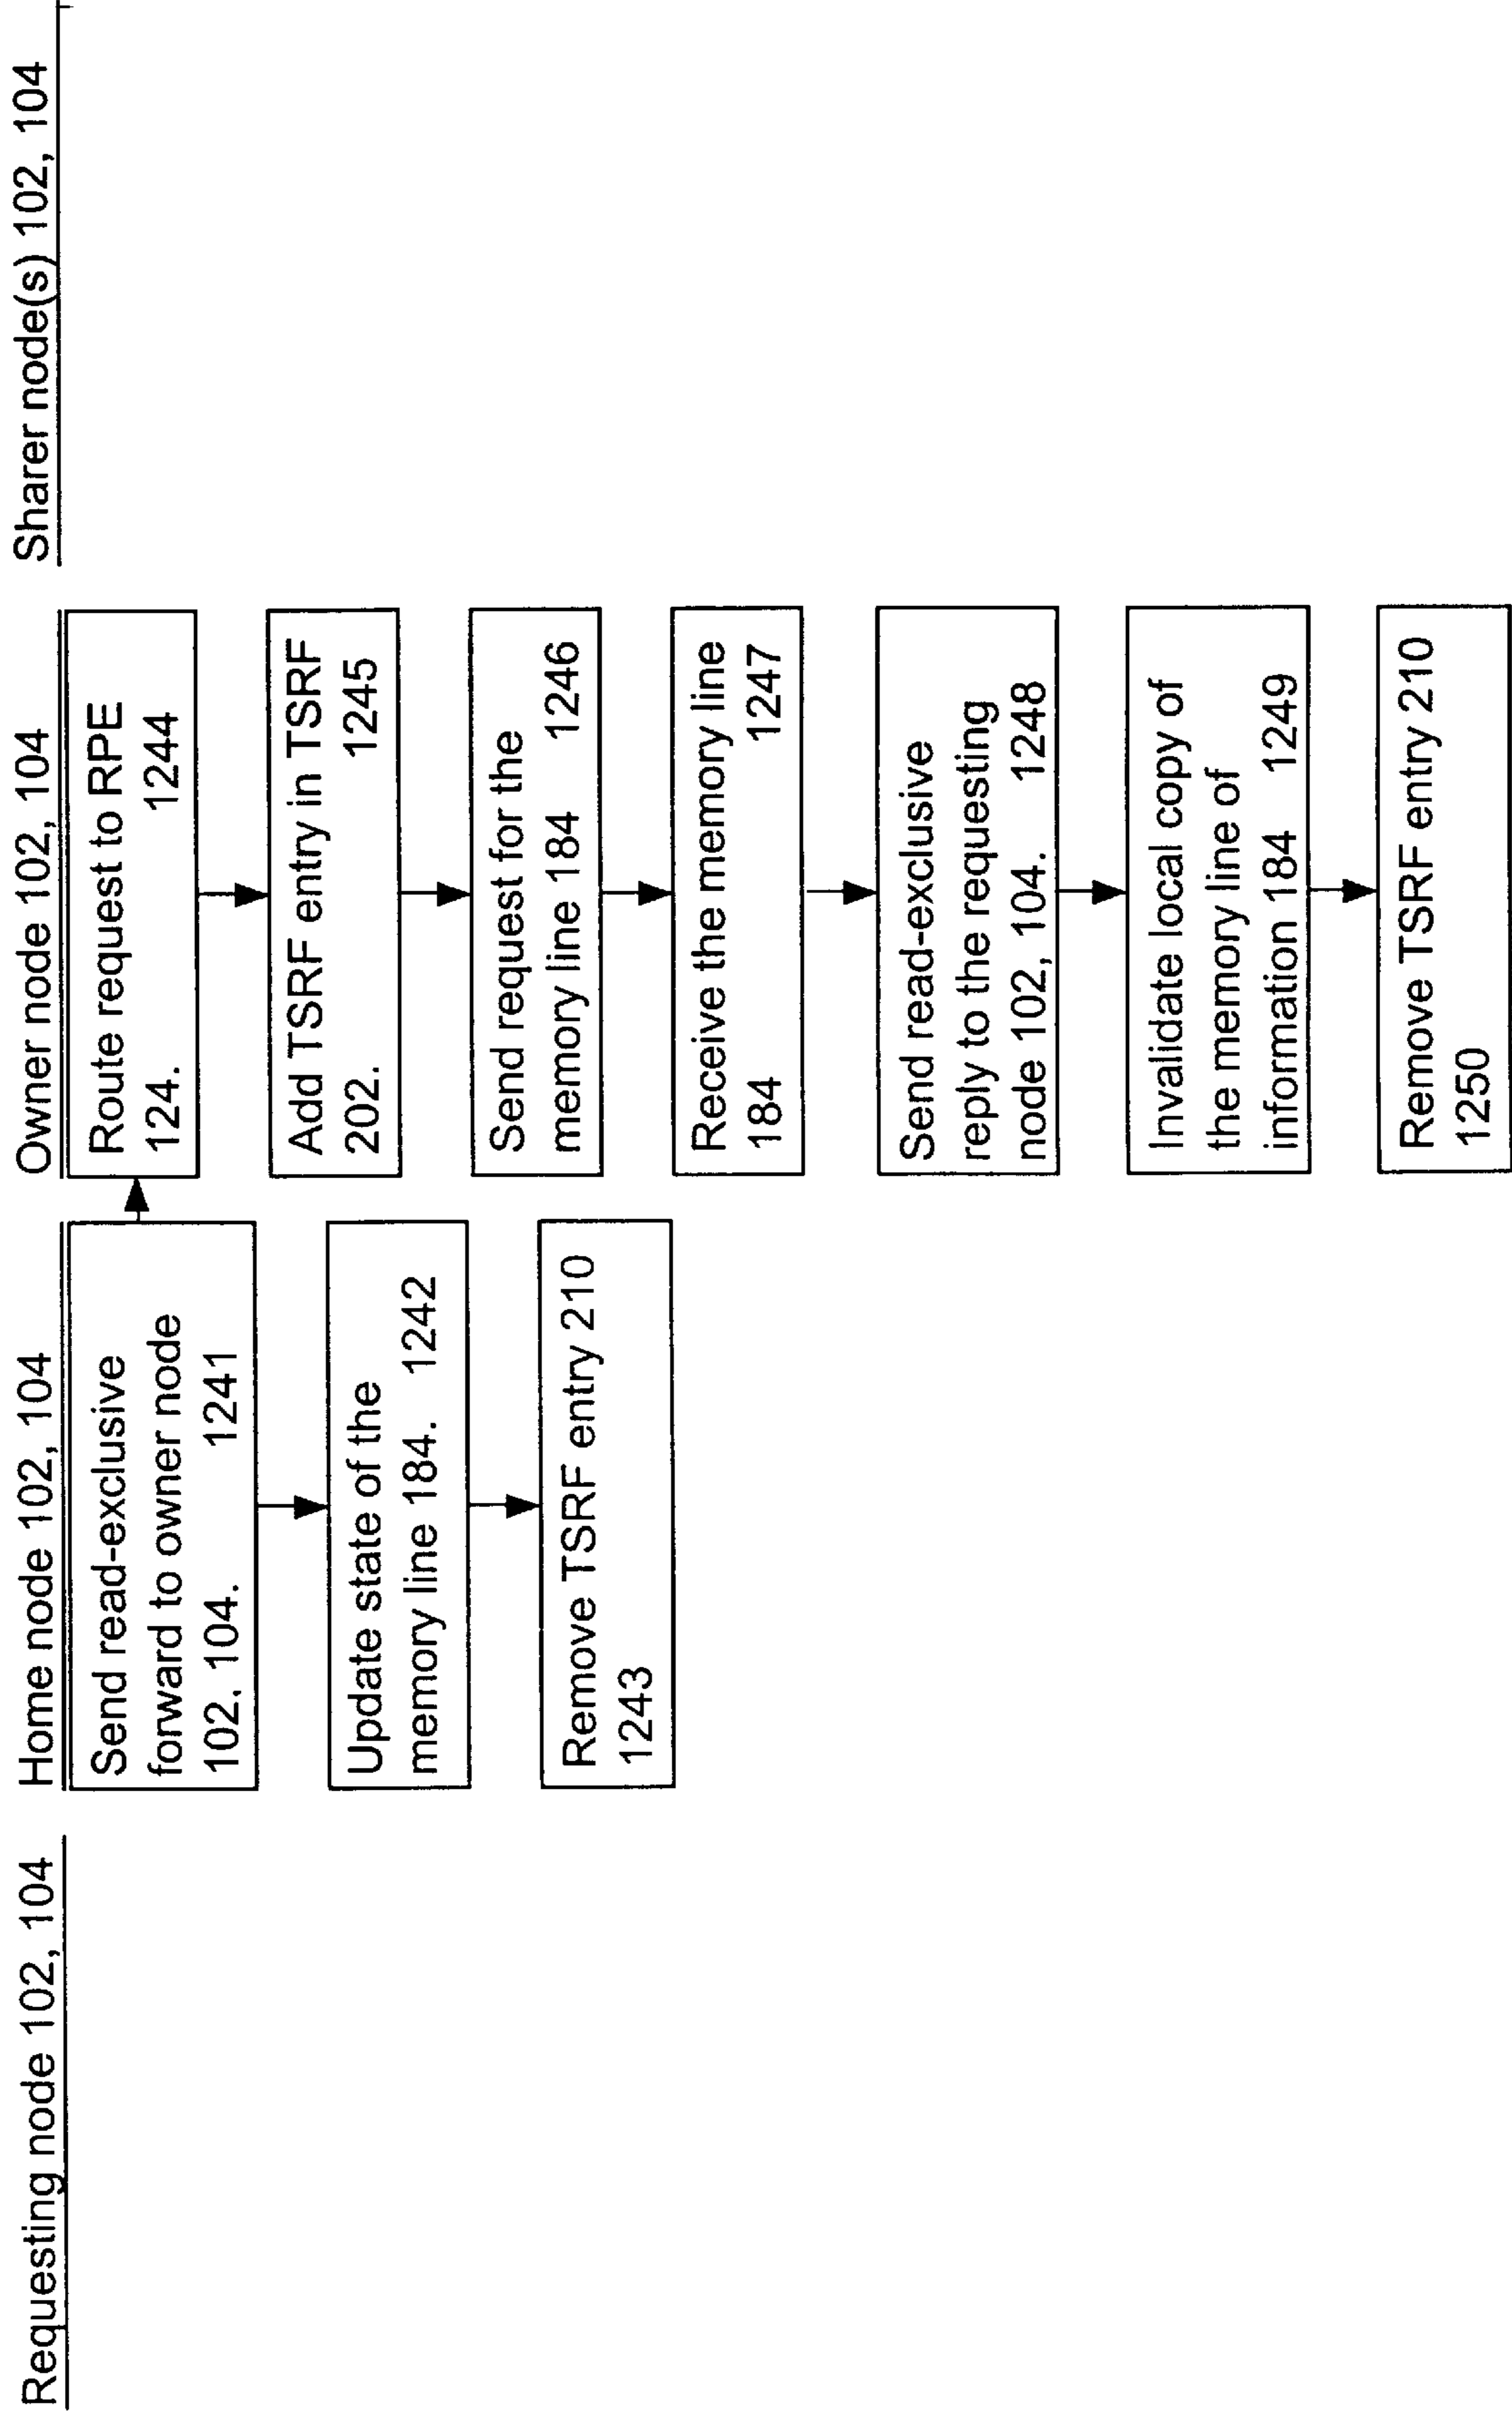 Requesting node 102, 104
Home node 102, 104
Owner node 102, 104
Sharer node(s) 102, 104
Send read-exclusive
forward to owner node
102, 104. 1241
Update state of the
memory line 184. 1242
Remove TSRF entry 210
1243
Route request to RPE
124. 1244
Add TSRF entry in TSRF
202. 1245
Send request for the
memory line 184 1246
Receive the memory line
184 1247
Send read-exclusive
reply to the requesting
node 102, 104. 1248
Invalidate local copy of
the memory line of
information 184 1249
Remove TSRF entry 210
1250